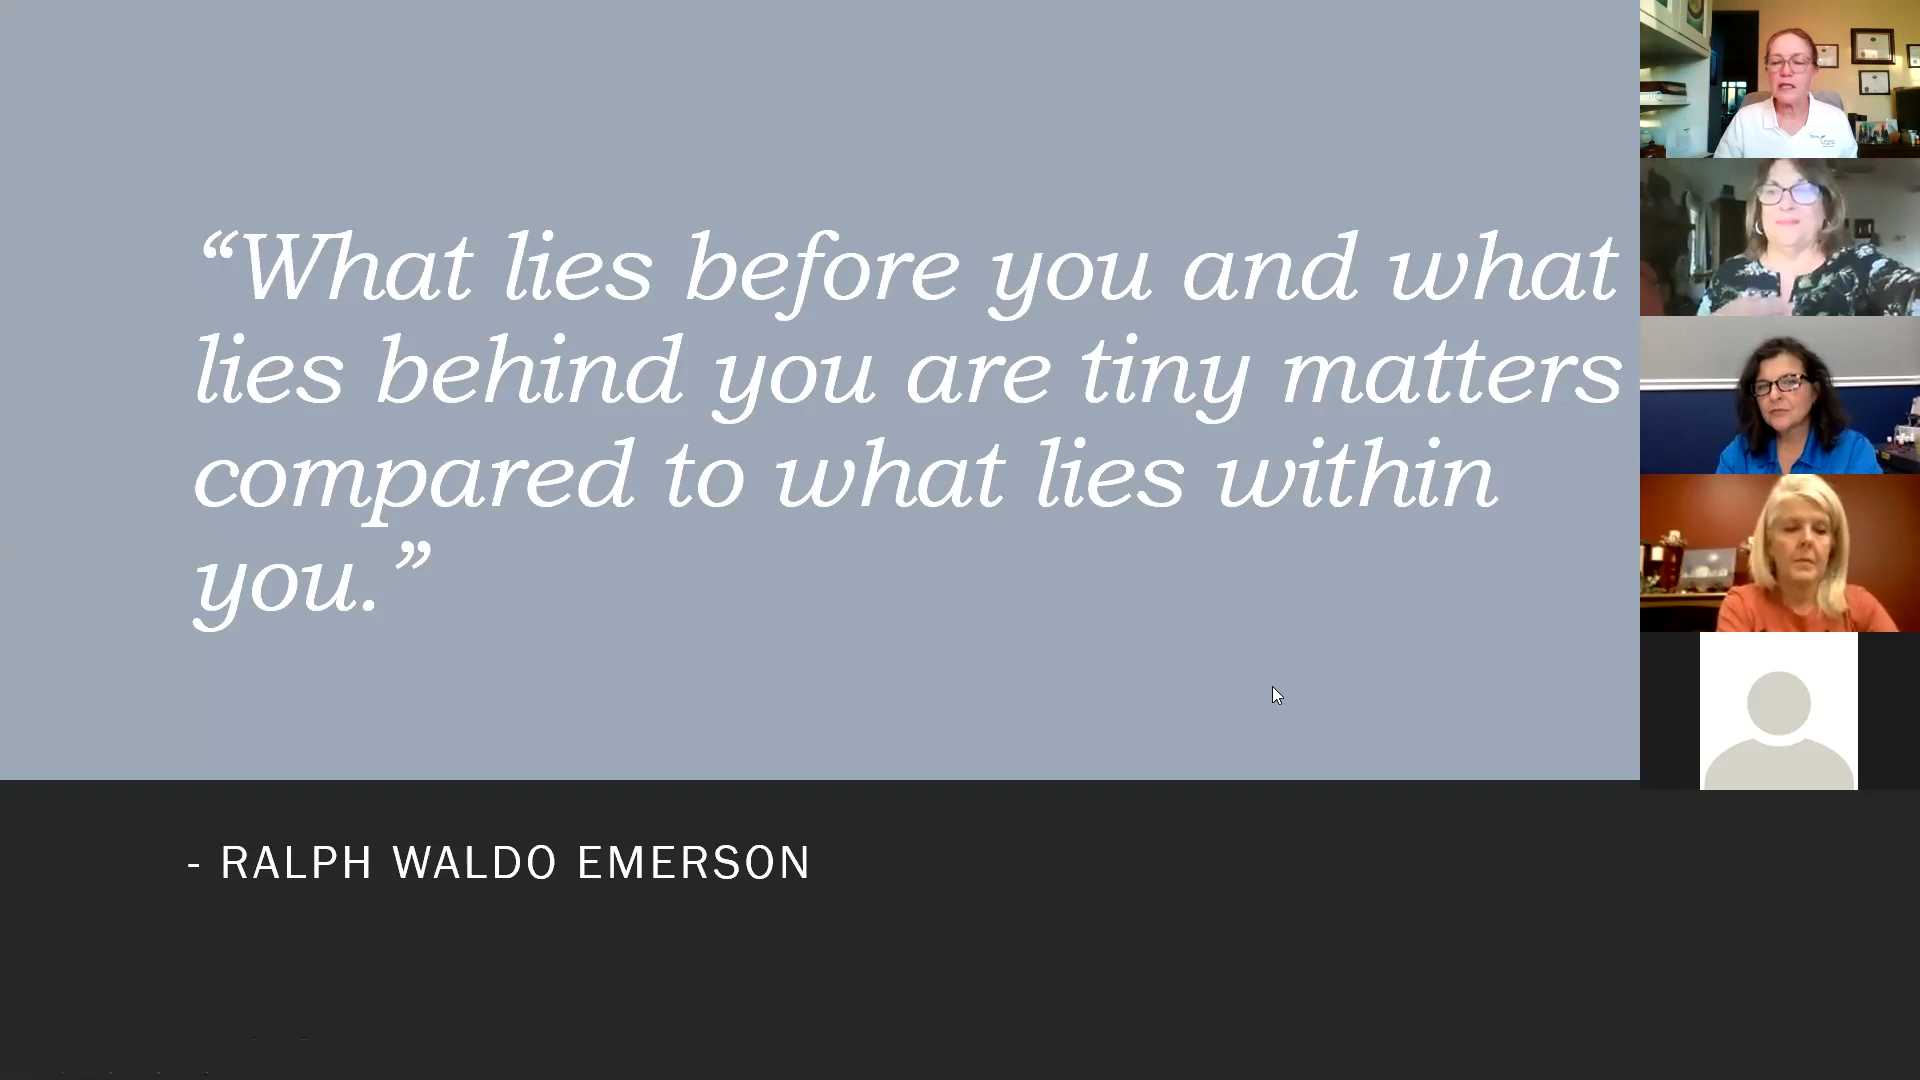 “What lies before you and what
lies behind you are tiny matters
compared to what lies within
you.”
- RALPH WALDO EMERSON